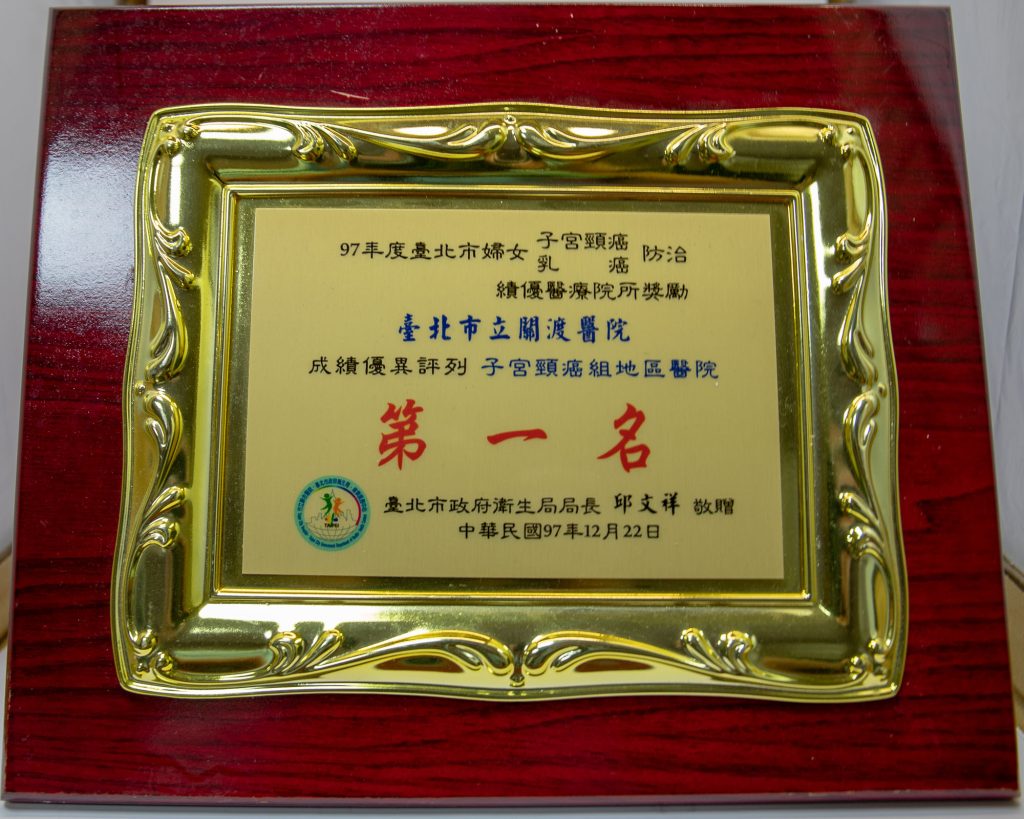 97年度臺北市婦女子宮頸癌防治
乳癌
績優醫療院所獎勵
臺北市立關渡醫院
成績優異評列 子宮頸癌組地區醫院
第一名
臺北市政府衛生局局長 邱文祥 敬贈
中華民國97年12月22日
TAIPEI